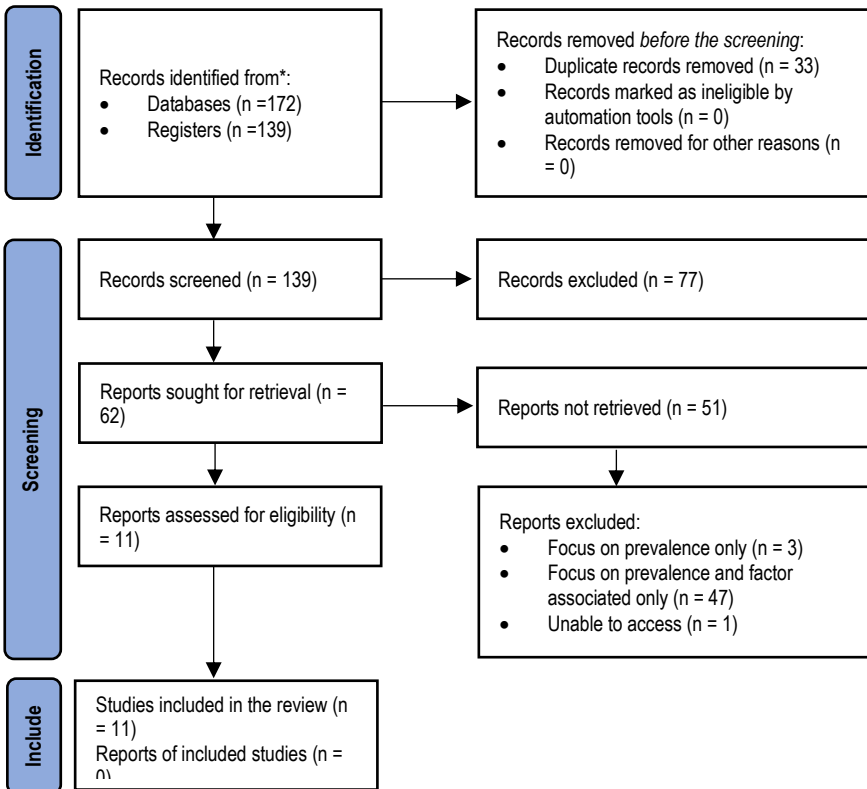 Identification
Records identified from*:
• Databases (n =172)
• Registers (n =139)
Records removed before the screening:
• Duplicate records removed (n = 33)
• Records marked as ineligible by
automation tools (n = 0)
• Records removed for other reasons (n
= 0)
Screening
Records screened (n = 139)
Records excluded (n = 77)
Reports sought for retrieval (n =
62)
Reports not retrieved (n = 51)
Reports assessed for eligibility (n
= 11)
Reports excluded:
• Focus on prevalence only (n = 3)
• Focus on prevalence and factor
associated only (n = 47)
• Unable to access (n = 1)
Include
Studies included in the review (n
= 11)
Reports of included studies (n =
0)